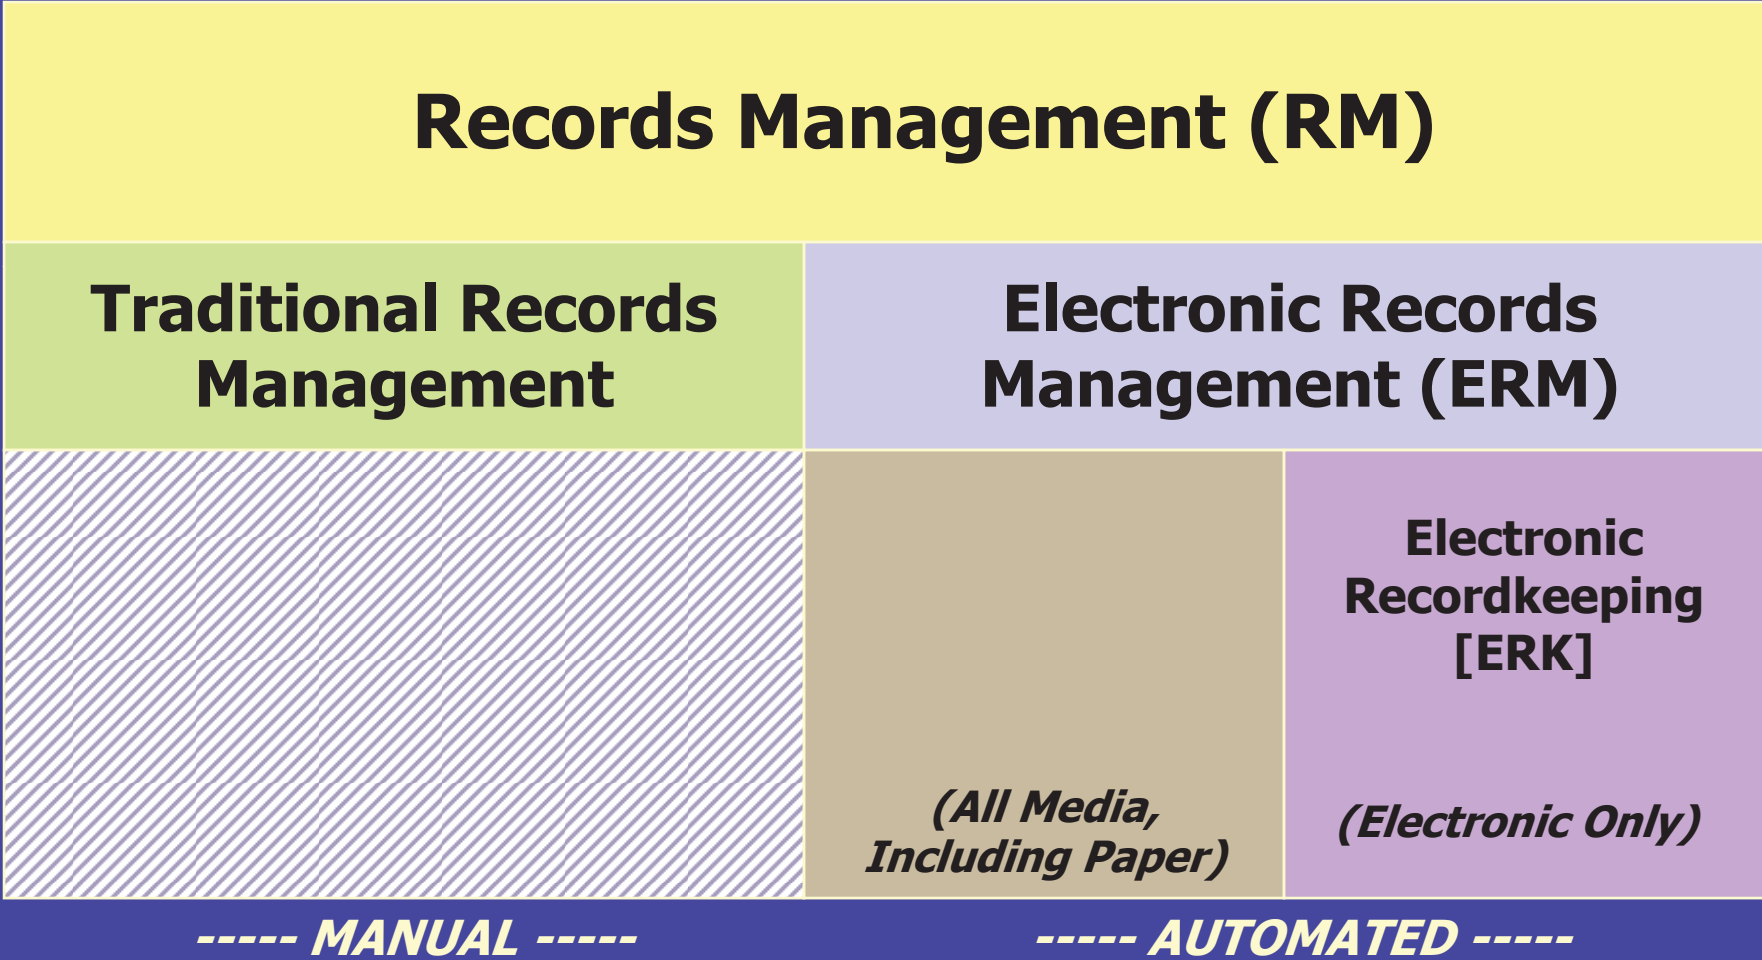 Records Management (RM)
Traditional Records
Management
Electronic Records
Management (ERM)
Electronic
Recordkeeping
[ERK]
(All Media,
Including Paper)
(Electronic Only)
----- MANUAL -----
----- AUTOMATED -----